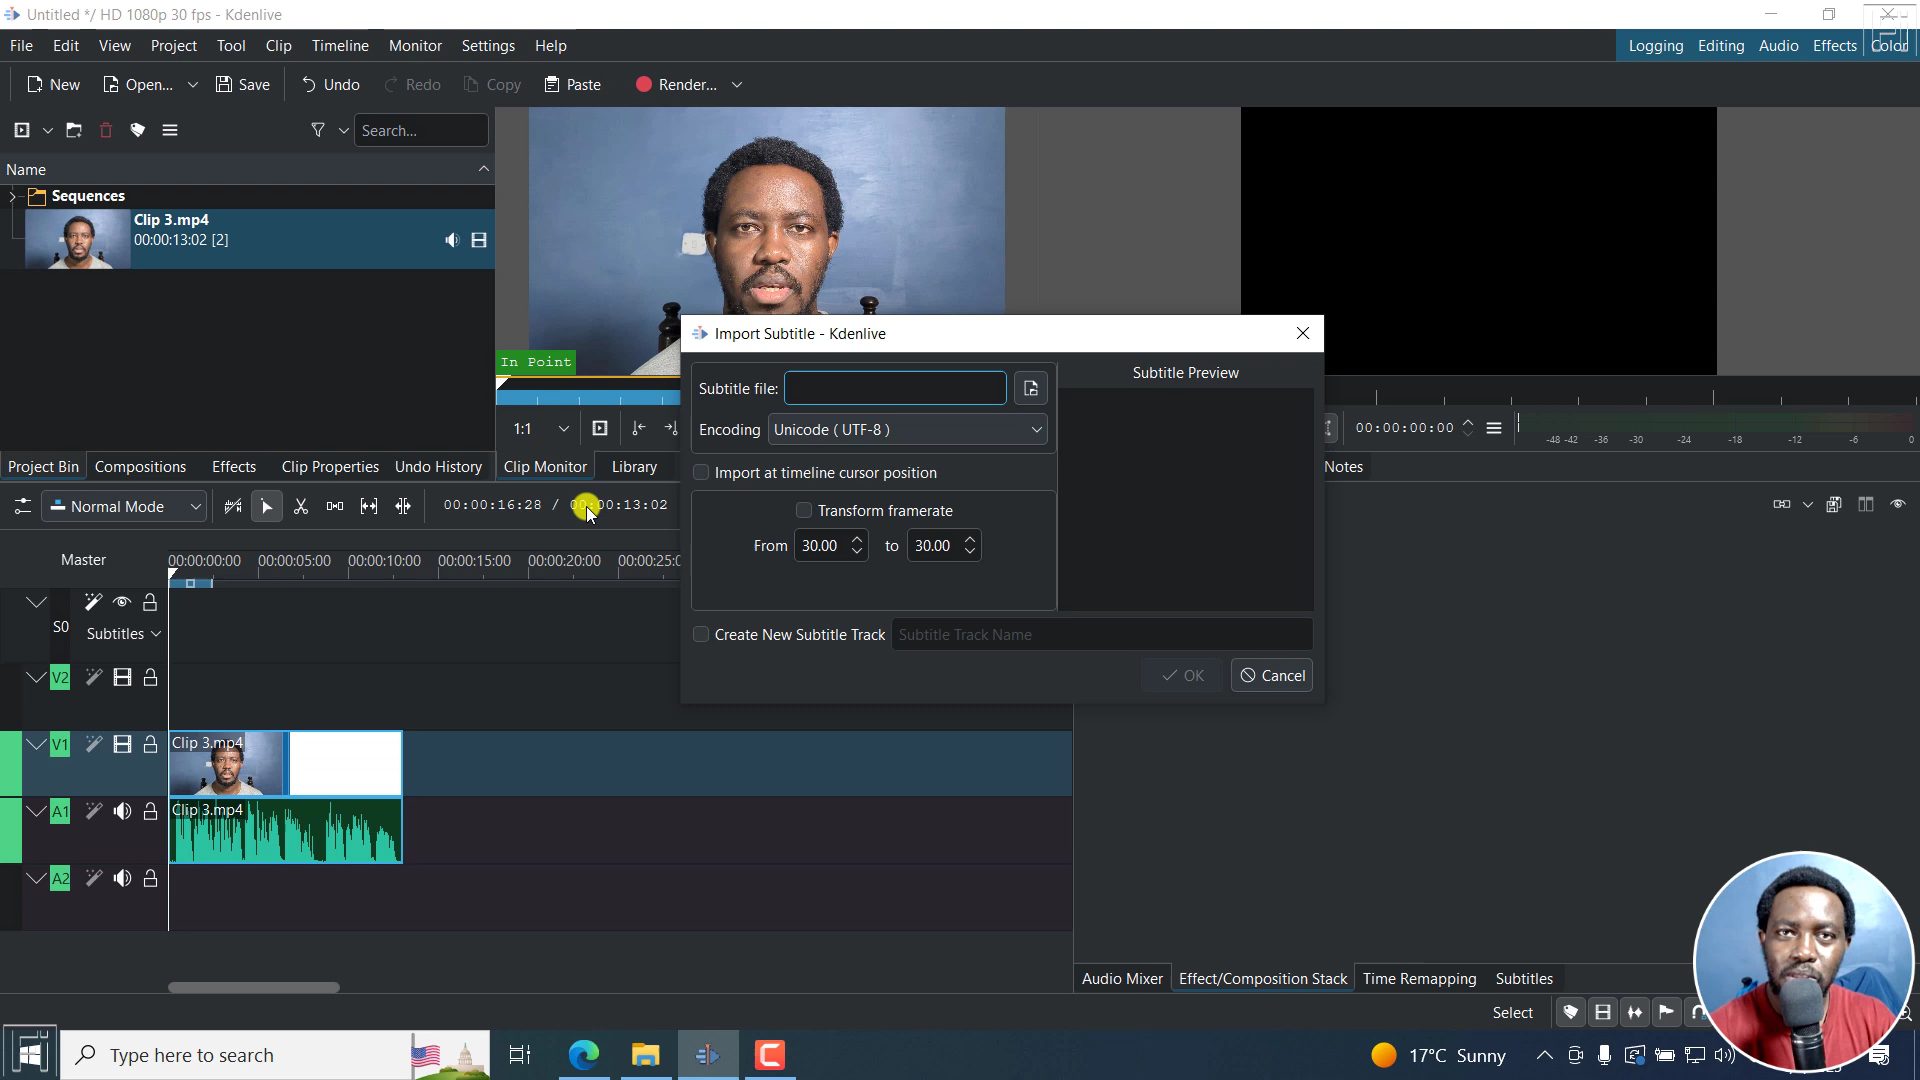 Untitled */ HD 1080p 30 fps - Kdenlive
File Edit View Project Tool Clip Timeline Monitor Settings Help
Logging Editing Audio Effects Color
New Open... Save Undo Redo Copy Paste Render...
Search...
Name
Sequences
Clip 3.mp4
00:00:13:02 [2]
In Point
Import Subtitle - Kdenlive
Subtitle file:
Subtitle Preview
Encoding Unicode ( UTF-8 )
Import at timeline cursor position
Transform framerate
From 30.00 to 30.00
Create New Subtitle Track Subtitle Track Name
OK Cancel
1:1
00:00:00:00
-48 -42 -36 -30 -24 -18 -12 -6 0
Project Bin Compositions Effects Clip Properties Undo History Clip Monitor Library
Notes
Normal Mode
00:00:16:28 / 00:00:13:02
Master
00:00:00:00 00:00:05:00 00:00:10:00 00:00:15:00 00:00:20:00 00:00:25:0
S0 Subtitles
V2
V1
Clip 3.mp4
A1
Clip 3.mp4
A2
Audio Mixer Effect/Composition Stack Time Remapping Subtitles
Select
Type here to search
17°C Sunny